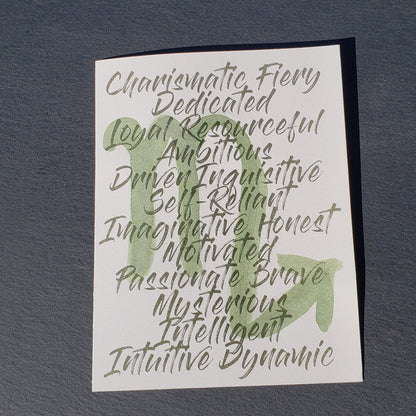 Charismatic Fiery
Dedicated
Loyal Resourceful
Ambitious
Driven Inquisitive
Self-Reliant
Imaginative Honest
Motivated
Passionate Brave
Mysterious
Intelligent
Intuitive Dynamic